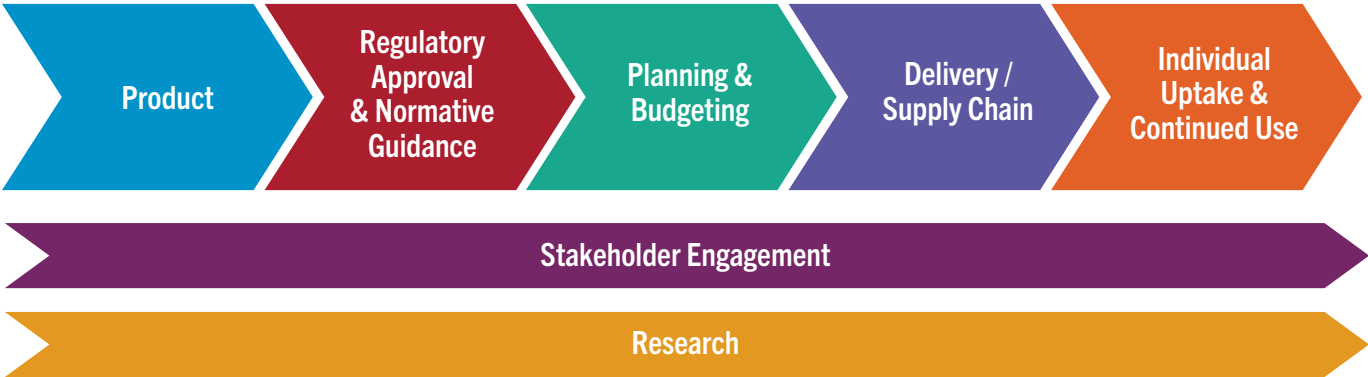 Product
Regulatory
Approval
& Normative
Guidance
Planning &
Budgeting
Delivery /
Supply Chain
Individual
Uptake &
Continued Use
Stakeholder Engagement
Research